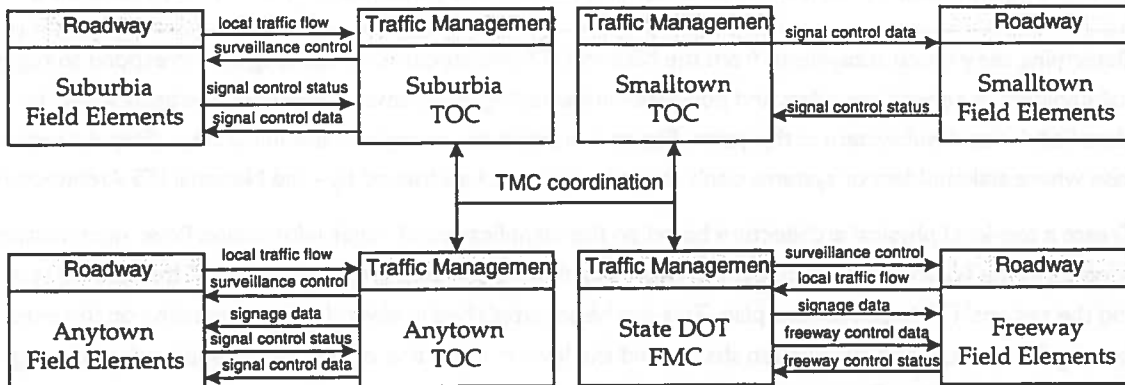 Roadway
Suburbia
Field Elements
local traffic flow
surveillance control
signal control status
signal control data
Traffic Management
Suburbia
TOC
Traffic Management
Smalltown
TOC
signal control data
signal control status
Roadway
Smalltown
Field Elements
TMC coordination
Roadway
Anytown
Field Elements
local traffic flow
surveillance control
signage data
signal control status
signal control data
Traffic Management
Anytown
TOC
Traffic Management
State DOT
FMC
surveillance control
local traffic flow
signage data
freeway control data
freeway control status
Roadway
Freeway
Field Elements